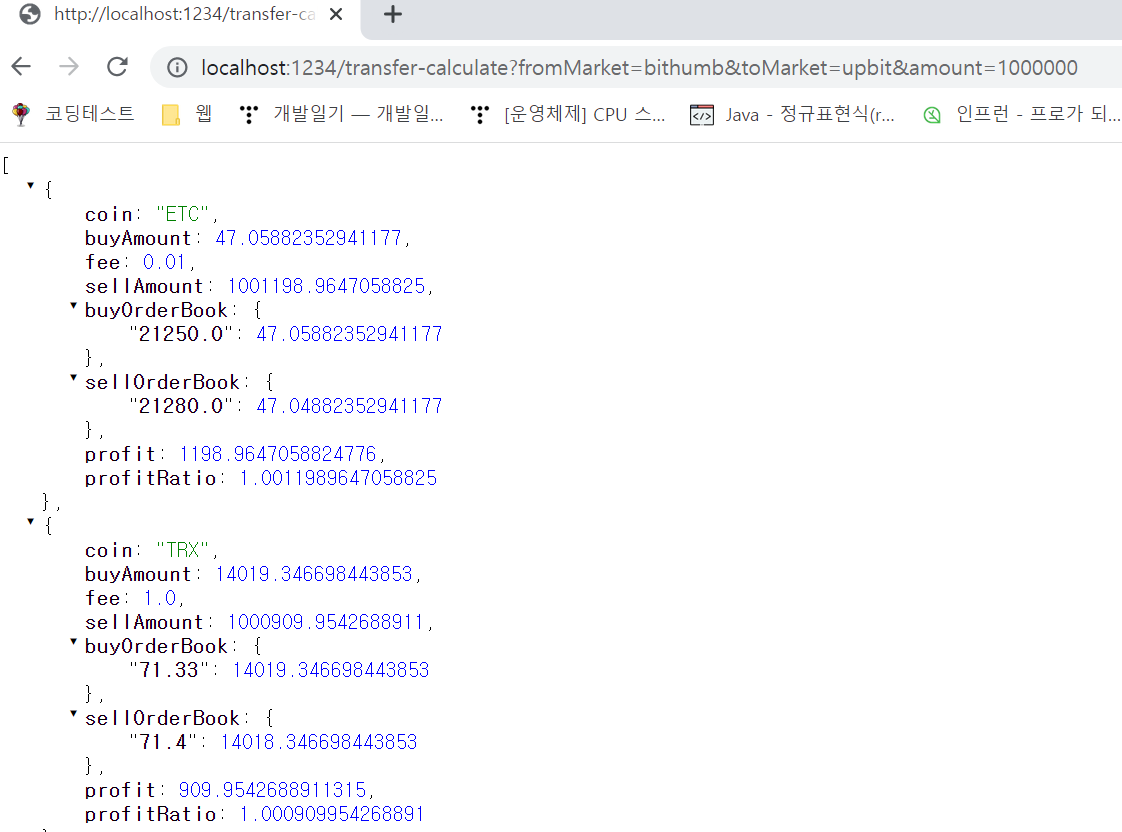 http://localhost:1234/transfer-ca
localhost:1234/transfer-calculate?fromMarket=bithumb&toMarket=upbit&amount=1000000
코딩테스트 웹 개발일기 — 개발일... [운영체제] CPU 스... Java - 정규표현식(r... 인프런 - 프로가 되...
[
{
coin: "ETC",
buyAmount: 47.05882352941177,
fee: 0.01,
sellAmount: 1001198.9647058825,
buyOrderBook: {
"21250.0": 47.05882352941177
},
sellOrderBook: {
"21280.0": 47.04882352941177
},
profit: 1198.9647058824776,
profitRatio: 1.0011989647058825
},
{
coin: "TRX",
buyAmount: 14019.346698443853,
fee: 1.0,
sellAmount: 1000909.9542688911,
buyOrderBook: {
"71.33": 14019.346698443853
},
sellOrderBook: {
"71.4": 14018.346698443853
},
profit: 909.9542688911315,
profitRatio: 1.000909954268891